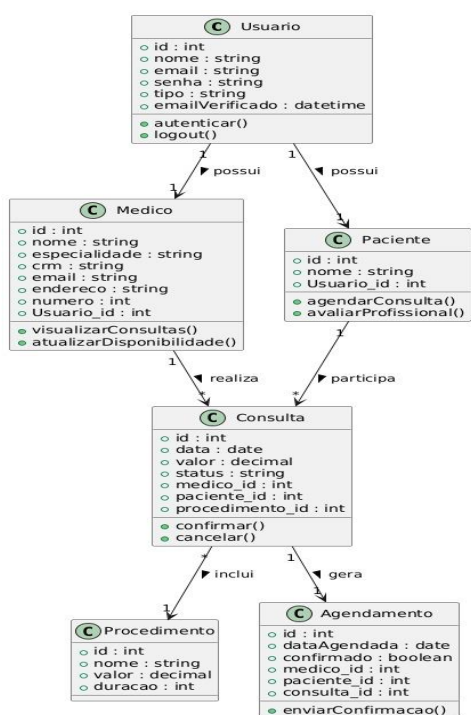 C Usuario
id : int
nome : string
email : string
senha : string
tipo : string
emailVerificado : datetime
autenticar()
logout()
1 possui
1 possui
1
1
C Medico
id : int
nome : string
especialidade : string
crm : string
email : string
endereco : string
numero : int
Usuario_id : int
visualizarConsultas()
atualizarDisponibilidade()
C Paciente
id : int
nome : string
Usuario_id : int
agendarConsulta()
avaliarProfissional()
1 realiza
*
1 participa
*
C Consulta
id : int
data : date
valor : decimal
status : string
medico_id : int
paciente_id : int
procedimento_id : int
confirmar()
cancelar()
* inclui
1
1 gera
1
C Procedimento
id : int
nome : string
valor : decimal
duracao : int
C Agendamento
id : int
dataAgendada : date
confirmado : boolean
medico_id : int
paciente_id : int
consulta_id : int
enviarConfirmacao()